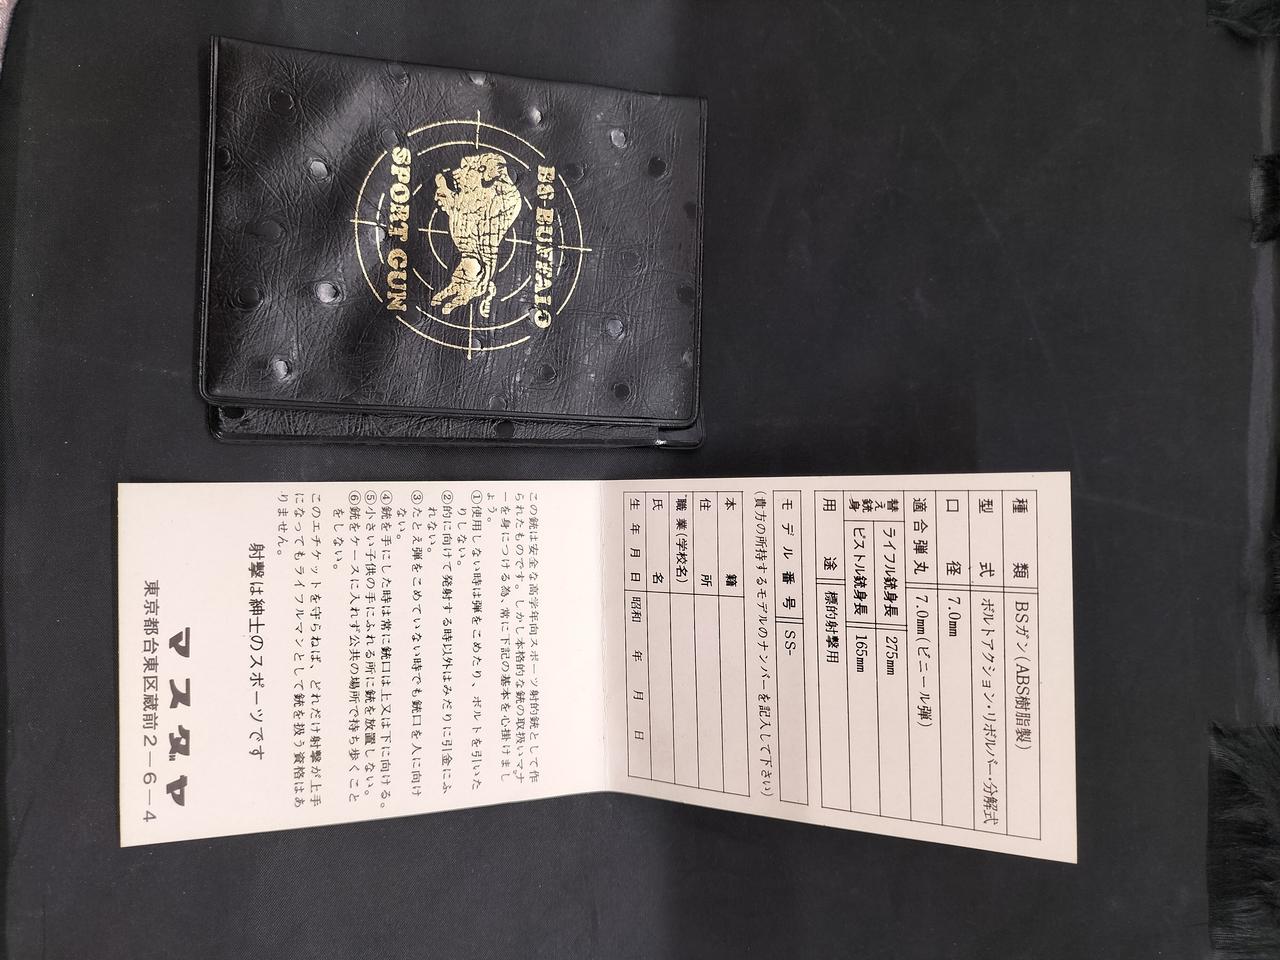 BS BUFFALO
SPORT GUN
種類 BSガン(ABS樹脂製)
型式 ボルトアクション・リボルバー・分解式
口径 7.0mm
適合弾丸 7.0mm(ビニール弾)
替え銃身 ライフル銃身長 275mm
ピストル銃身長 165mm
用途 標的射撃用
モデル番号 SS-
(貴方の所持するモデルのナンバーを記入して下さい)
本籍
住所
職業(学校名)
氏名
生年月日 昭和 年 月 日
この銃は安全な高学年向スポーツ射的銃として作
られたものです。しかし本格的な銃の取扱いマナ
ーを身につける為、常に下記の基本を心掛けまし
ょう。
①使用しない時は弾をこめたり、ボルトを引いた
りしない。
②的に向けて発射する時以外はみだりに引金にふ
れない。
③たとえ弾をこめていない時でも銃口を人に向け
ない。
④銃を手にした時は常に銃口は上又は下に向ける。
⑤小さい子供の手にふれる所に銃を放置しない。
⑥銃をケースに入れず公共の場所で持ち歩くこと
をしない。
このエチケットを守らねば、どれだけ射撃が上手
になってもライフルマンとして銃を扱う資格はあ
りません。
射撃は紳士のスポーツです
マスダヤ
東京都台東区蔵前2-6-4